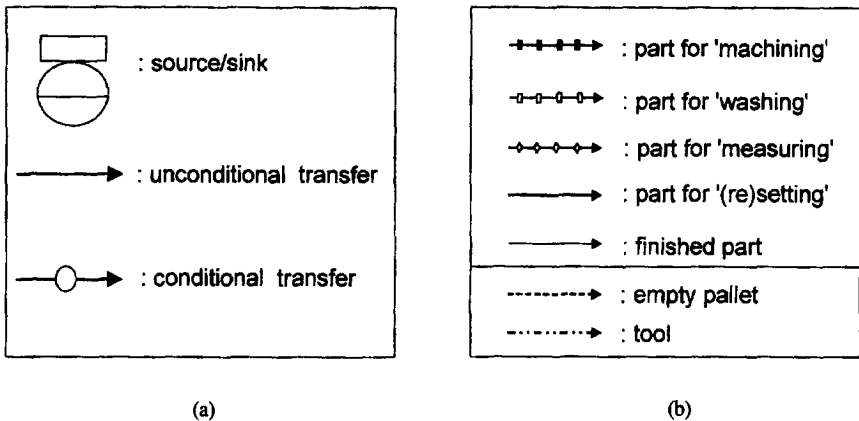 : source/sink
: unconditional transfer
: conditional transfer
(a)
: part for 'machining'
: part for 'washing'
: part for 'measuring'
: part for '(re)setting'
: finished part
: empty pallet
: tool
(b)